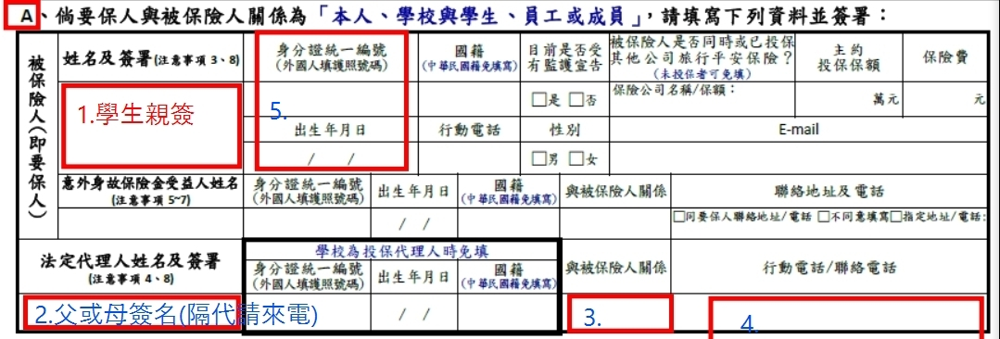 A、倘要保人與被保險人關係為「本人、學校與學生、員工或成員」，請填寫下列資料並簽署：
被保險人(即要保人)
姓名及簽署(注意事項 3、8)
身分證統一編號
(外國人填護照號碼)
國籍
(中華民國籍免填寫)
目前是否受
有監護宣告
被保險人是否同時或已投保
其他公司旅行平安保險？
(未投保者可免填)
主約
投保保額
保險費
1.學生親簽
5.
□是 □否
保險公司名稱/保額：
萬元
元
出生年月日
行動電話
性別
E-mail
/ /
□男 □女
意外身故保險金受益人姓名
(注意事項 5~7)
身分證統一編號
(外國人填護照號碼)
出生年月日
國籍
(中華民國籍免填寫)
與被保險人關係
聯絡地址及電話
/ /
□同要保人聯絡地址/電話 □不同意填寫□指定地址/電話:
法定代理人姓名及簽署
(注意事項 4、8)
學校為投保代理人時免填
身分證統一編號
(外國人填護照號碼)
出生年月日
國籍
(中華民國籍免填寫)
與被保險人關係
行動電話/聯絡電話
2.父或母簽名(隔代請來電)
/ /
3.
4.